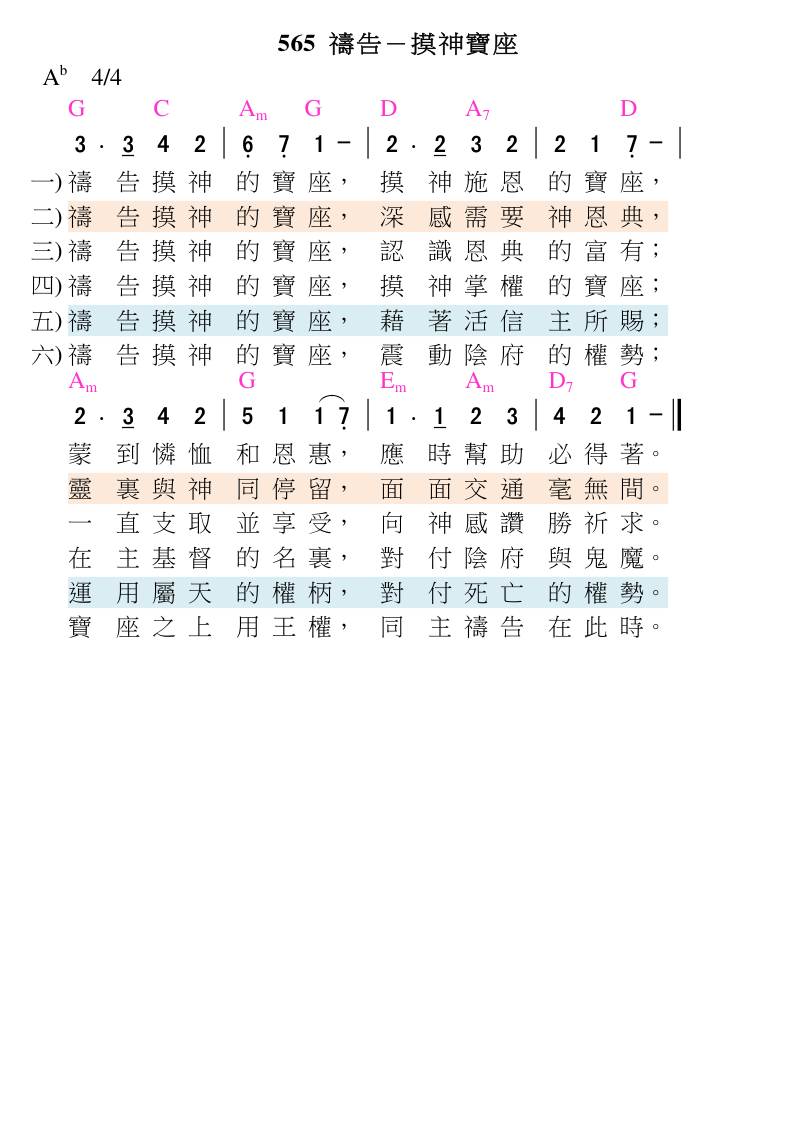 565 禱告－摸神寶座
Aᵇ 4/4
G C Am G D A7 D
3 · 3 4 2 | 6 7 1 － | 2 · 2 3 2 | 2 1 7 － |
一) 禱告摸神的寶座，摸神施恩的寶座，
二) 禱告摸神的寶座，深感需要神恩典，
三) 禱告摸神的寶座，認識恩典的富有；
四) 禱告摸神的寶座，摸神掌權的寶座；
五) 禱告摸神的寶座，藉著活信主所賜；
六) 禱告摸神的寶座，震動陰府的權勢；
Am G Em Am D7 G
2 · 3 4 2 | 5 1 1 7 | 1 · 1 2 3 | 4 2 1 － ‖
蒙到憐恤和恩惠，應時幫助必得著。
靈裏與神同停留，面面交通毫無間。
一直支取並享受，向神感讚勝祈求。
在主基督的名裏，對付陰府與鬼魔。
運用屬天的權柄，對付死亡的權勢。
寶座之上用王權，同主禱告在此時。